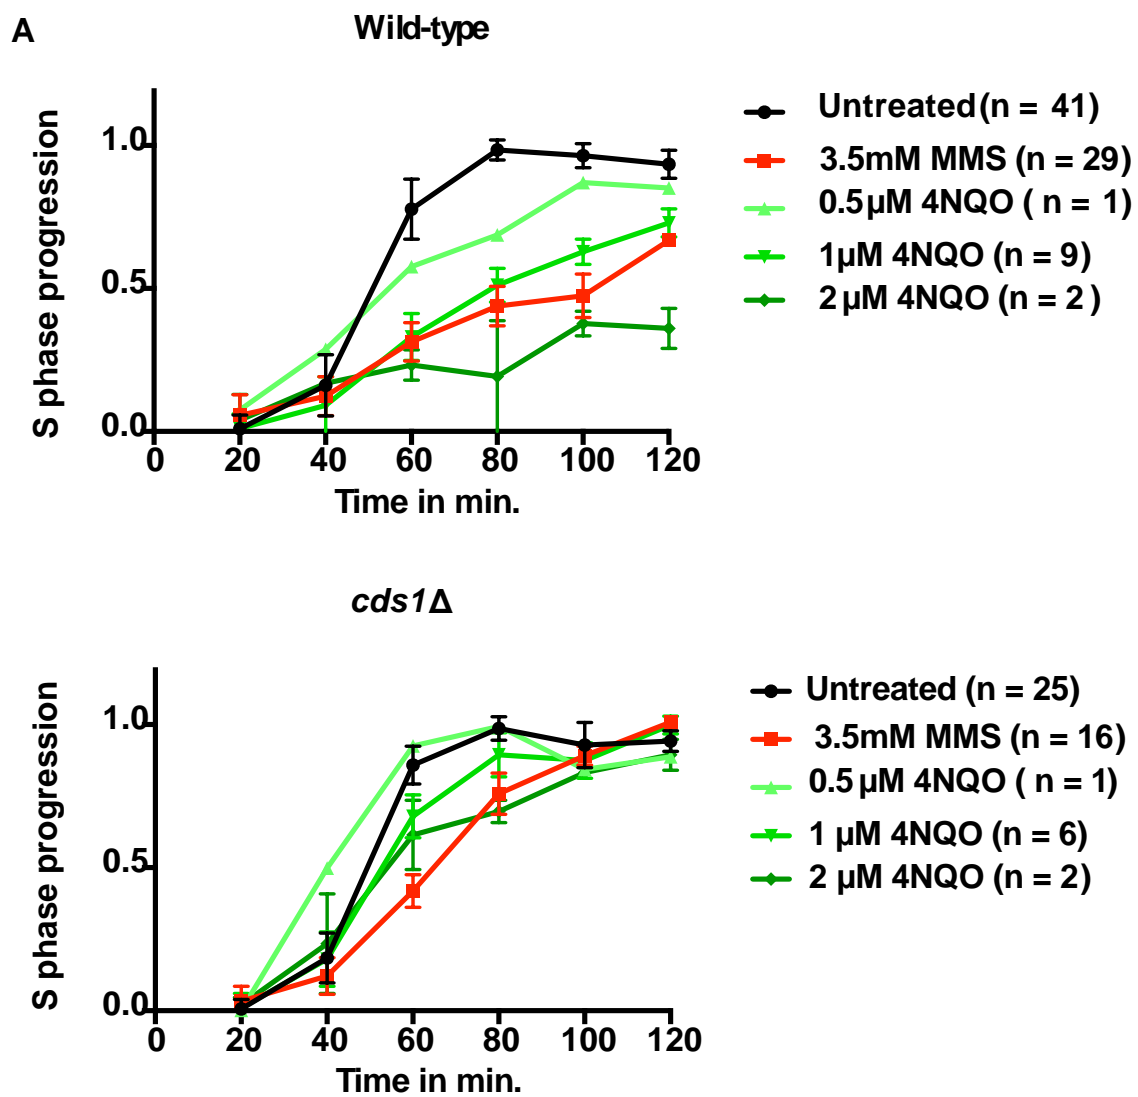 A
Wild-type
S phase progression
1.0
0.5
0.0
0 20 40 60 80 100 120
Time in min.
Untreated (n = 41)
3.5mM MMS (n = 29)
0.5µM 4NQO ( n = 1)
1µM 4NQO (n = 9)
2 µM 4NQO (n = 2 )
cds1Δ
S phase progression
1.0
0.5
0.0
0 20 40 60 80 100 120
Time in min.
Untreated (n = 25)
3.5mM MMS (n = 16)
0.5µM 4NQO ( n = 1)
1 µM 4NQO (n = 6)
2 µM 4NQO (n = 2)